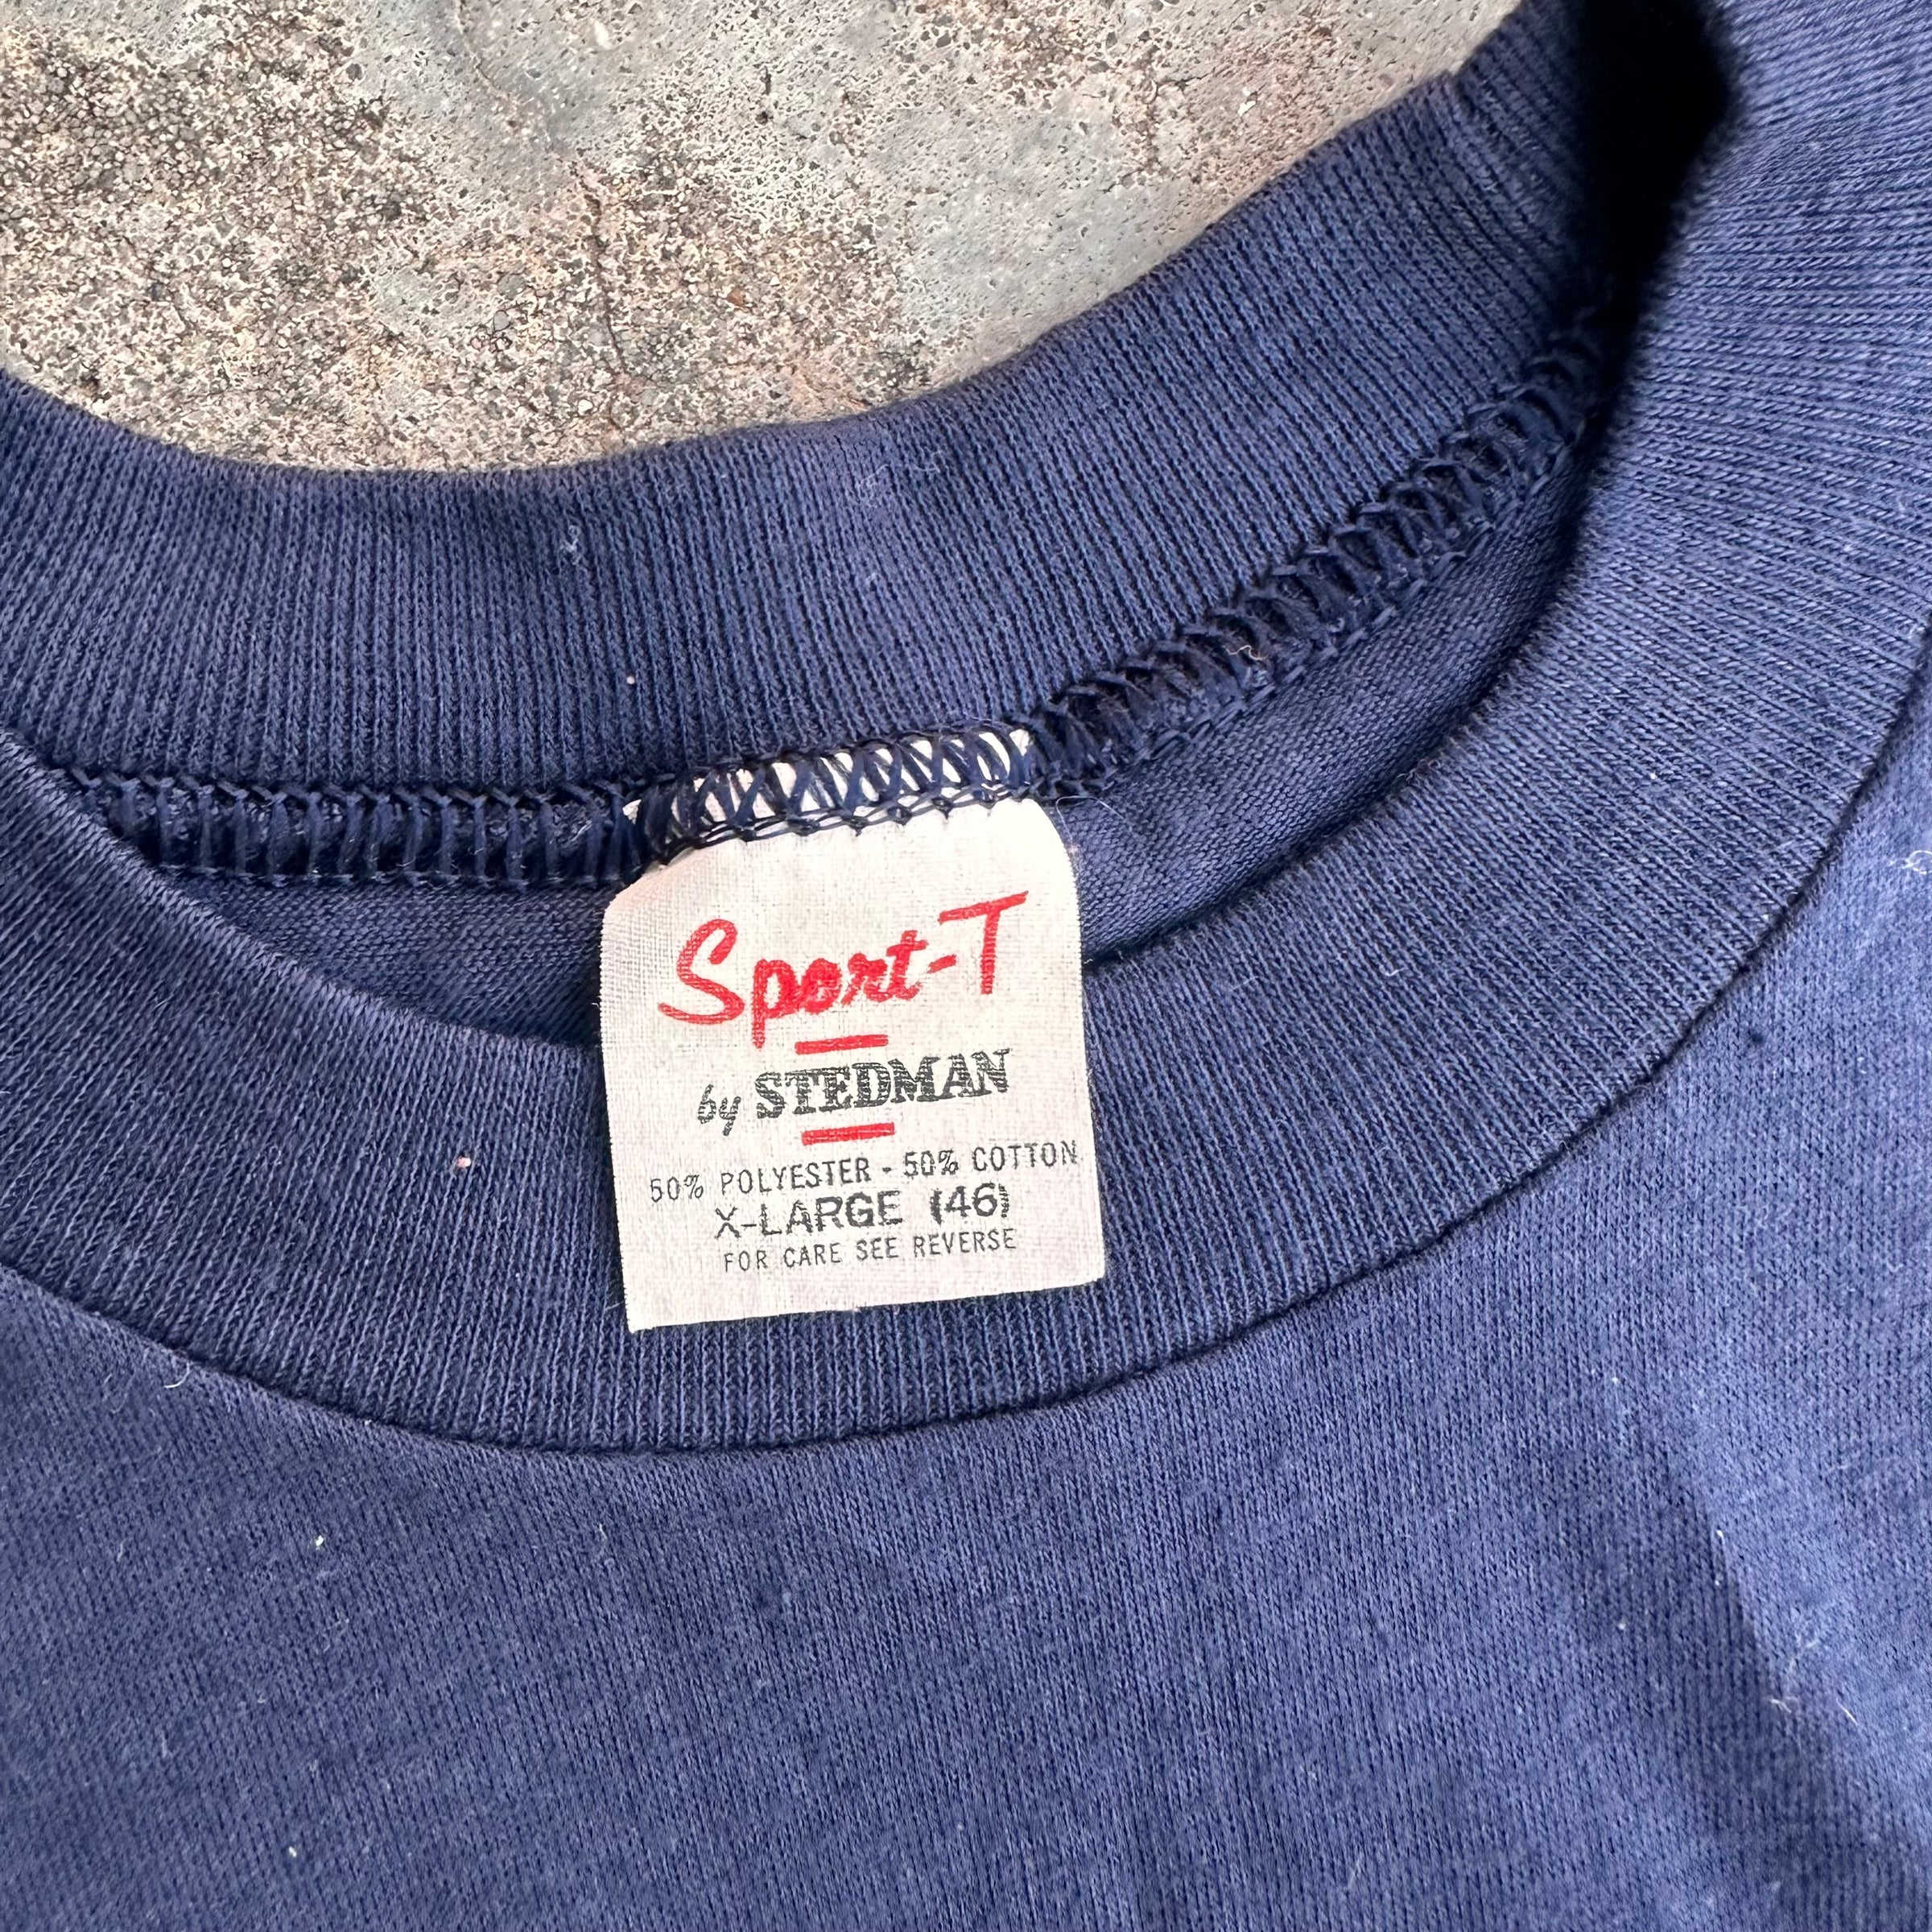 Sport-T
by STEDMAN
50% POLYESTER - 50% COTTON
X-LARGE (46)
FOR CARE SEE REVERSE